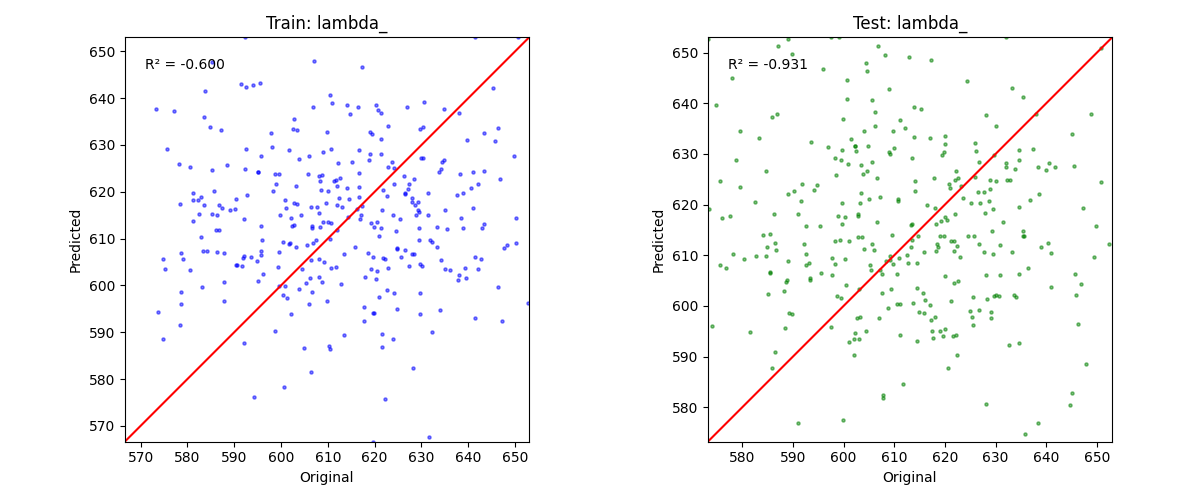 Train: lambda_
R² = -0.600
Predicted
650
640
630
620
610
600
590
580
570
570 580 590 600 610 620 630 640 650
Original
Test: lambda_
R² = -0.931
Predicted
650
640
630
620
610
600
590
580
580 590 600 610 620 630 640 650
Original